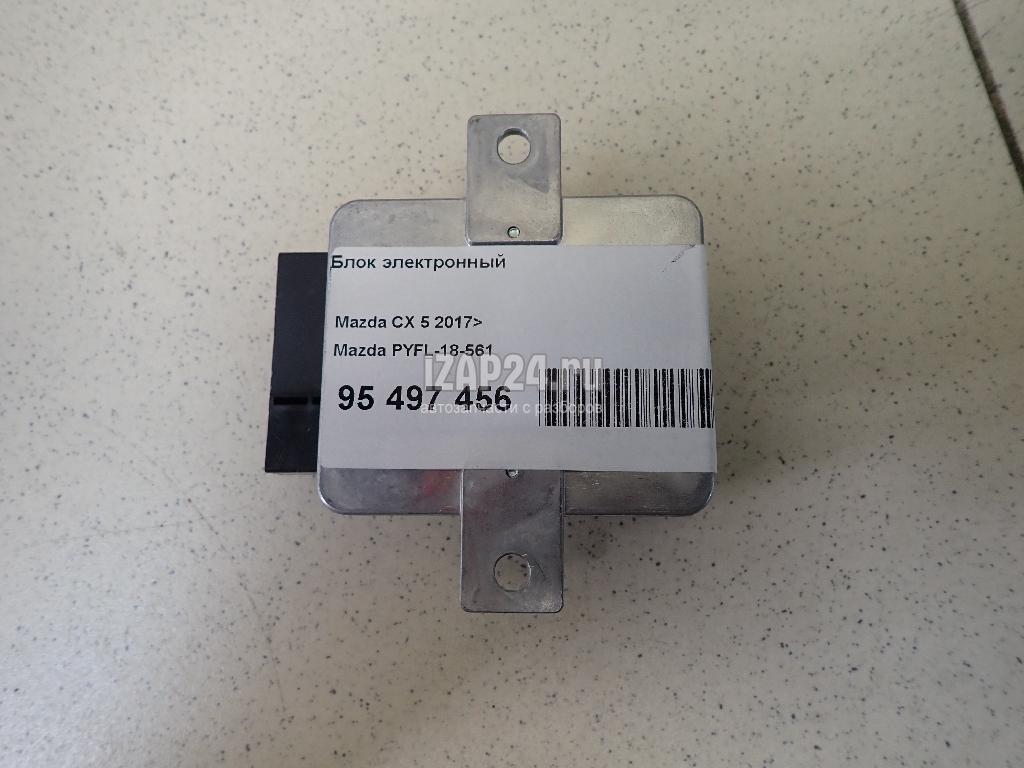 Блок электронный
Mazda CX 5 2017>
Mazda PYFL-18-561
iZAP24.ru
95 497 456
автозапчасти с разборов